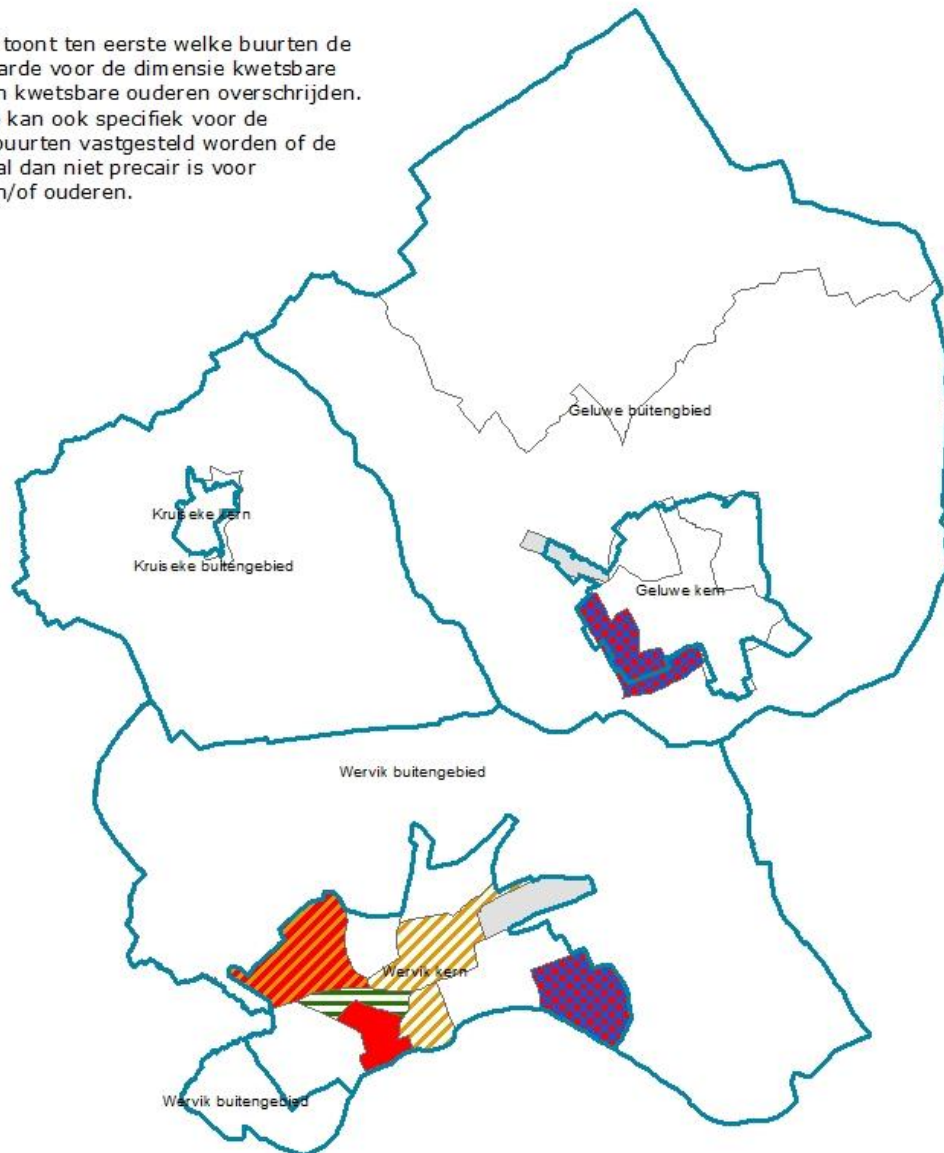 toont ten eerste welke buurten de
arde voor de dimensie kwetsbare
n kwetsbare ouderen overschrijden.
kan ook specifiek voor de
buurten vastgesteld worden of de
al dan niet precair is voor
n/of ouderen.
Geluwe buitengbied
Kruiseke kern
Kruiseke buitengebied
Geluwe kern
Wervik buitengebied
Wervik kern
Wervik buitengebied